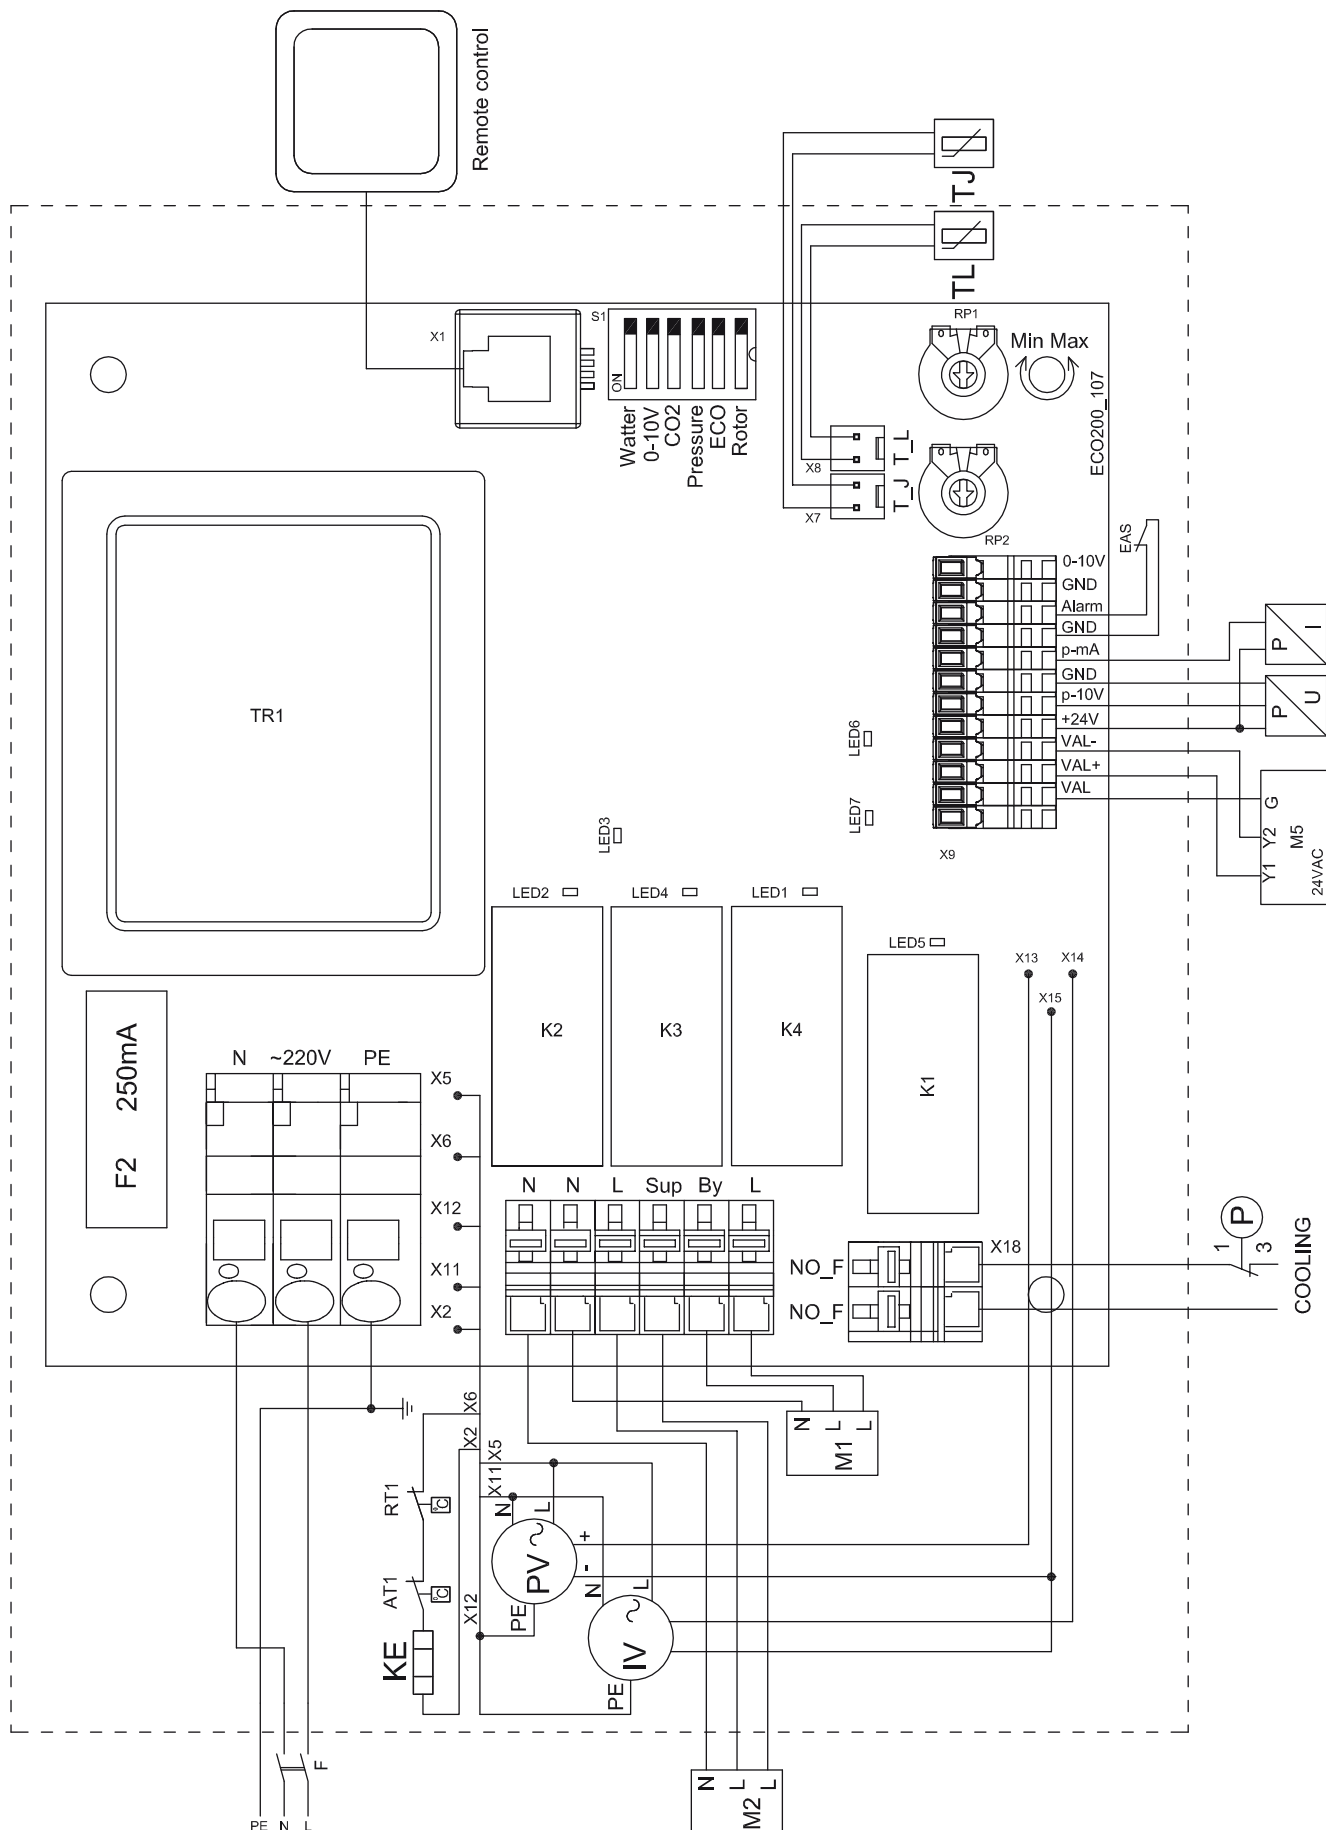 Remote control
TJ
TL
X1
S1
ON
Watter
0-10V
CO2
Pressure
ECO
Rotor
RP1
Min Max
ECO200_107
X8
T_L
X7
T_J
RP2
EAS
0-10V
GND
Alarm
GND
p-mA
GND
p-10V
+24V
VAL-
VAL+
VAL
X9
P
I
P
U
G
Y2
Y1
M5
24VAC
TR1
LED6
LED7
LED3
LED2
LED4
LED1
LED5
K2
K3
K4
K1
X13
X14
X15
F2 250mA
N ~220V PE
X5
X6
X12
X11
X2
N N L Sup By L
NO_F
NO_F
X18
P
1
3
COOLING
X6
X2
X5
X11
X12
RT1
°C
AT1
°C
KE
N
L
PV
+
-
PE
N
L
IV
PE
N
L
L
M1
N
L
L
M2
F
PE N L